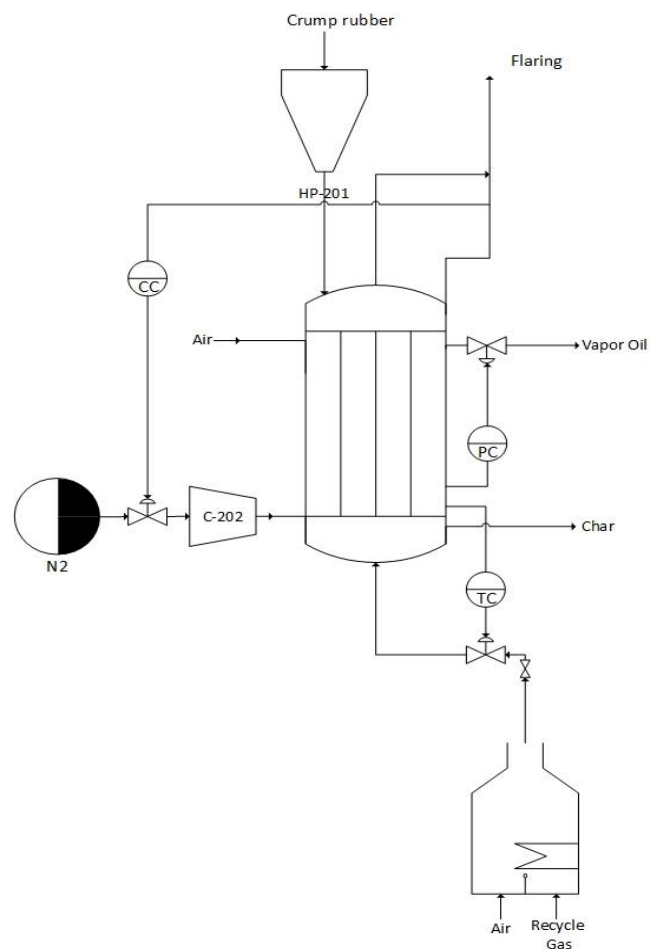 Crump rubber
Flaring
HP-201
CC
Air
Vapor Oil
PC
C-202
N2
Char
TC
Air
Recycle
Gas